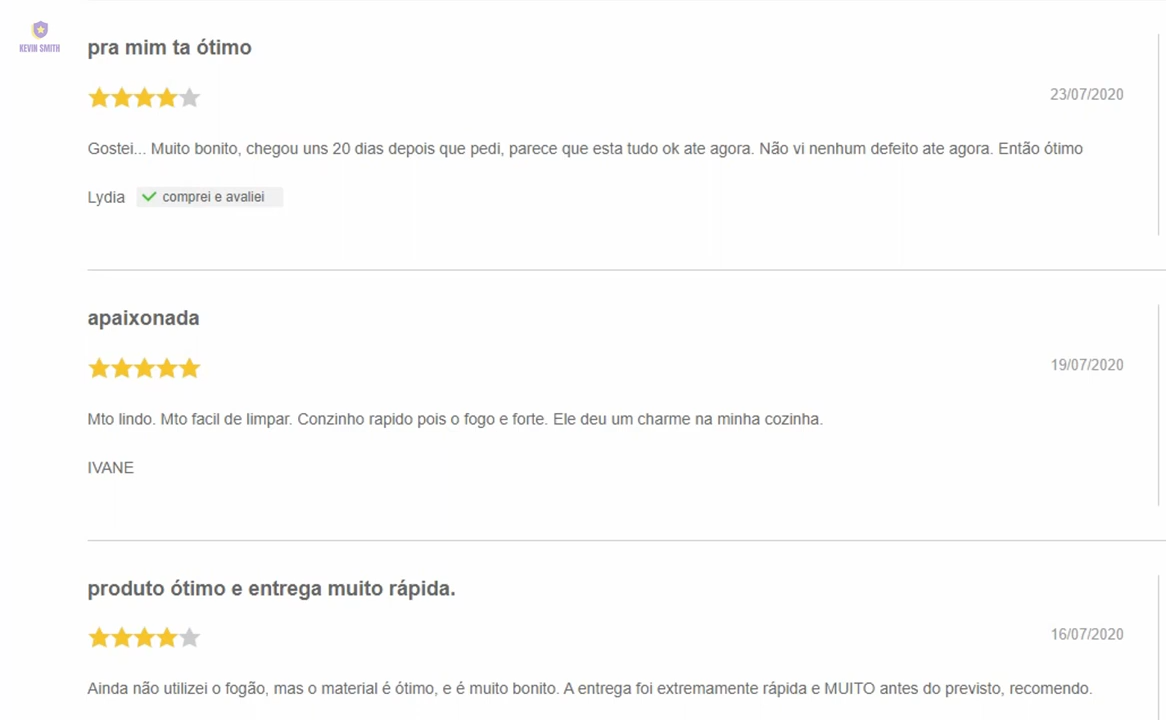 KEVIN SMITH
pra mim ta ótimo
23/07/2020
Gostei... Muito bonito, chegou uns 20 dias depois que pedi, parece que esta tudo ok ate agora. Não vi nenhum defeito ate agora. Então ótimo
Lydia comprei e avaliei
apaixonada
19/07/2020
Mto lindo. Mto facil de limpar. Conzinho rapido pois o fogo e forte. Ele deu um charme na minha cozinha.
IVANE
produto ótimo e entrega muito rápida.
16/07/2020
Ainda não utilizei o fogão, mas o material é ótimo, e é muito bonito. A entrega foi extremamente rápida e MUITO antes do previsto, recomendo.